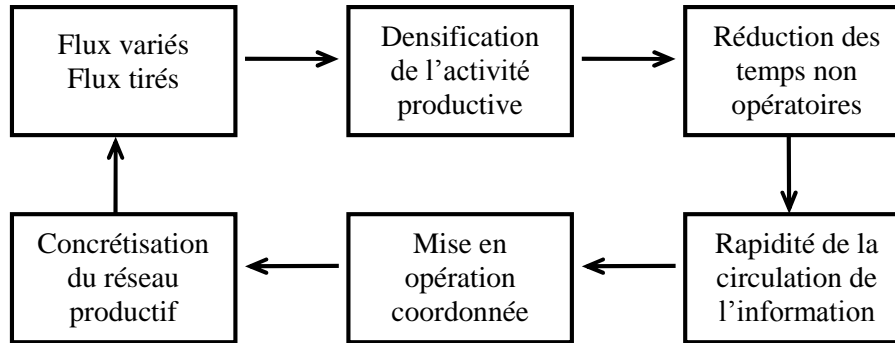 Flux variés
Flux tirés
Densification
de l’activité
productive
Réduction des
temps non
opératoires
Rapidité de la
circulation de
l’information
Mise en
opération
coordonnée
Concrétisation
du réseau
productif